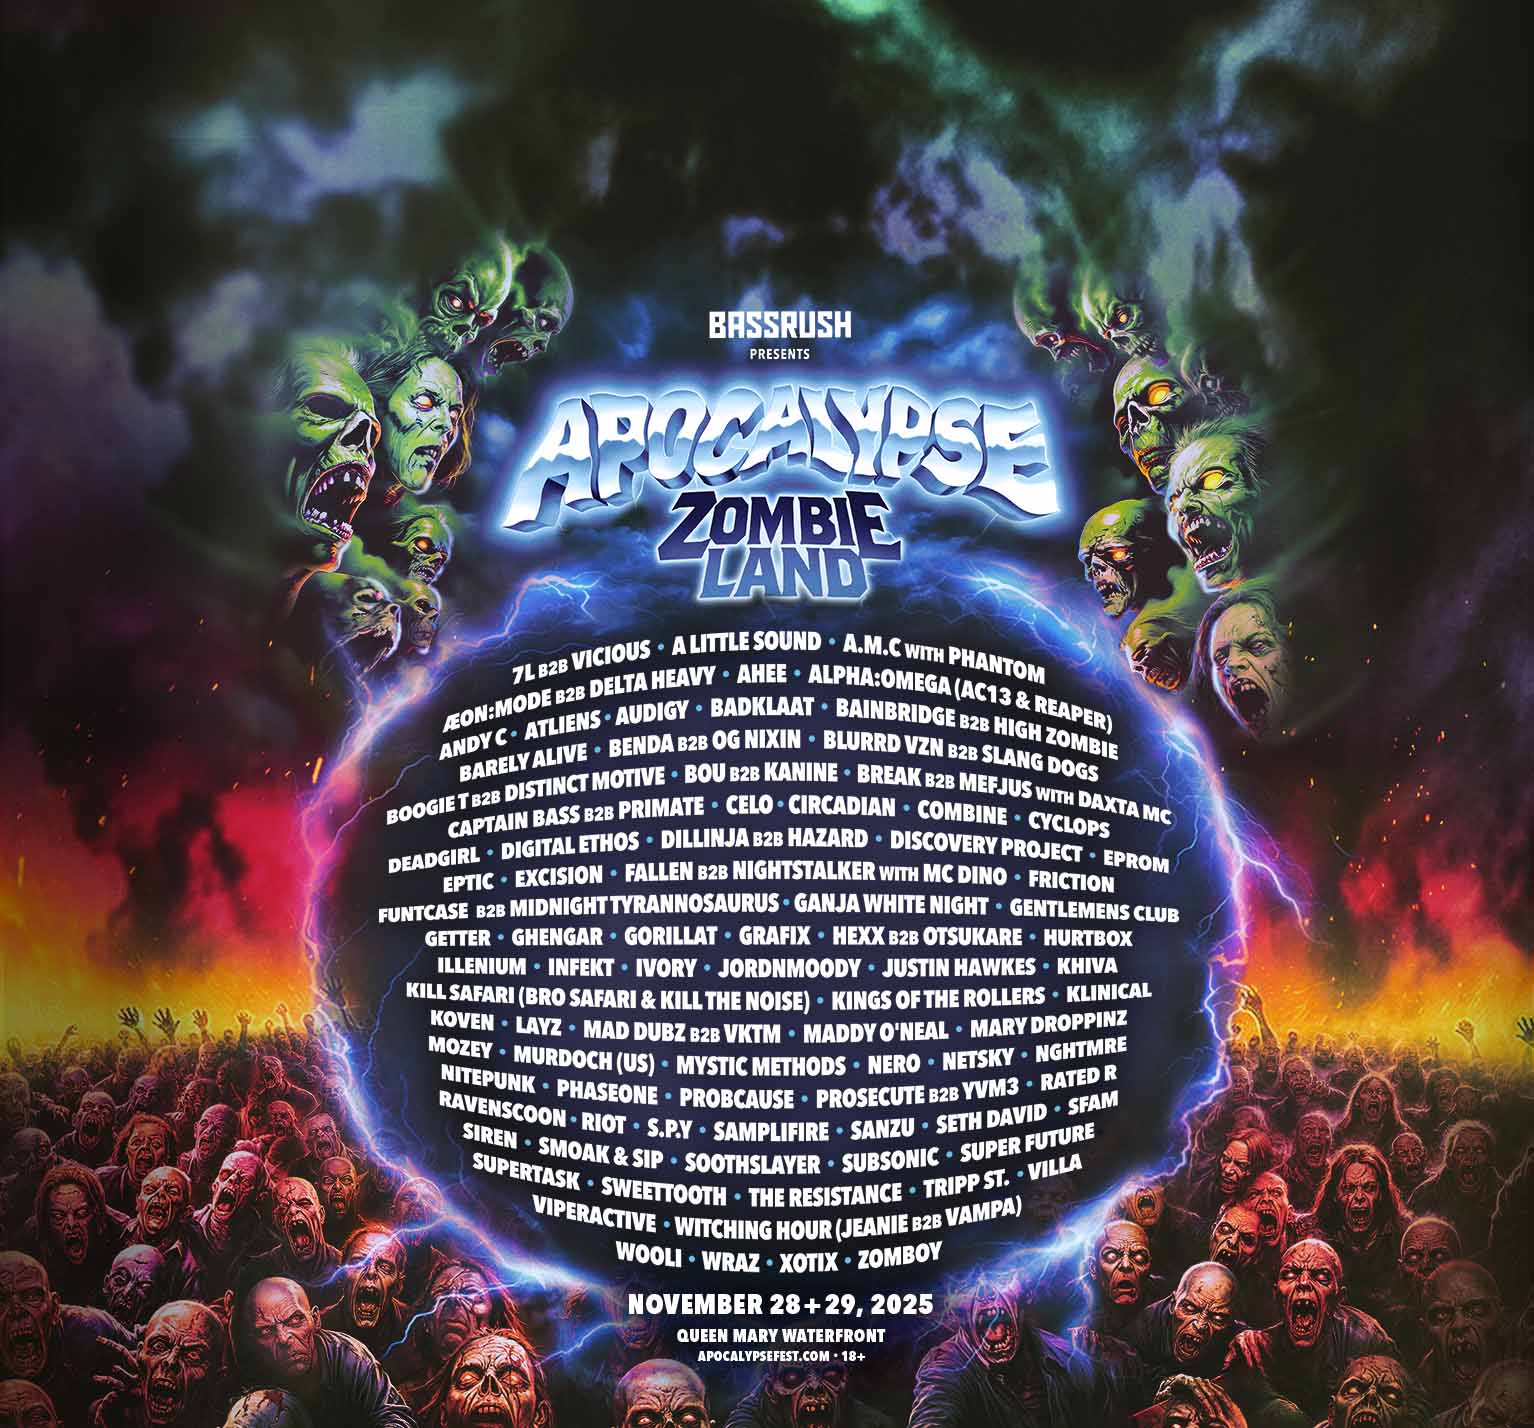 BASSRUSH
PRESENTS
APOCALYPSE
ZOMBIE
LAND
7L B2B VICIOUS • A LITTLE SOUND • A.M.C WITH PHANTOM
ÆON:MODE B2B DELTA HEAVY • AHEE • ALPHA:OMEGA (AC13 & REAPER)
ANDY C • ATLIENS • AUDIGY • BADKLAAT • BAINBRIDGE B2B HIGH ZOMBIE
BARELY ALIVE • BENDA B2B OG NIXIN • BLURRD VZN B2B SLANG DOGS
BOOGIE T B2B DISTINCT MOTIVE • BOU B2B KANINE • BREAK B2B MEFJUS WITH DAXTA MC
CAPTAIN BASS B2B PRIMATE • CELO • CIRCADIAN • COMBINE • CYCLOPS
DEADGIRL • DIGITAL ETHOS • DILLINJA B2B HAZARD • DISCOVERY PROJECT • EPROM
EPTIC • EXCISION • FALLEN B2B NIGHTSTALKER WITH MC DINO • FRICTION
FUNTCASE B2B MIDNIGHT TYRANNOSAURUS • GANJA WHITE NIGHT • GENTLEMENS CLUB
GETTER • GHENGAR • GORILLAT • GRAFIX • HEXX B2B OTSUKARE • HURTBOX
ILLENIUM • INFEKT • IVORY • JORDNMOODY • JUSTIN HAWKES • KHIVA
KILL SAFARI (BRO SAFARI & KILL THE NOISE) • KINGS OF THE ROLLERS • KLINICAL
KOVEN • LAYZ • MAD DUBZ B2B VKTM • MADDY O'NEAL • MARY DROPPINZ
MOZEY • MURDOCH (US) • MYSTIC METHODS • NERO • NETSKY • NGHTMRE
NITEPUNK • PHASEONE • PROBCAUSE • PROSECUTE B2B YVM3 • RATED R
RAVENSCOON • RIOT • S.P.Y • SAMPLIFIRE • SANZU • SETH DAVID • SFAM
SIREN • SMOAK & SIP • SOOTHSLAYER • SUBSONIC • SUPER FUTURE
SUPERTASK • SWEETTOOTH • THE RESISTANCE • TRIPP ST. • VILLA
VIPERACTIVE • WITCHING HOUR (JEANIE B2B VAMPA)
WOOLI • WRAZ • XOTIX • ZOMBOY
NOVEMBER 28+29, 2025
QUEEN MARY WATERFRONT
APOCALYPSEFEST.COM • 18+